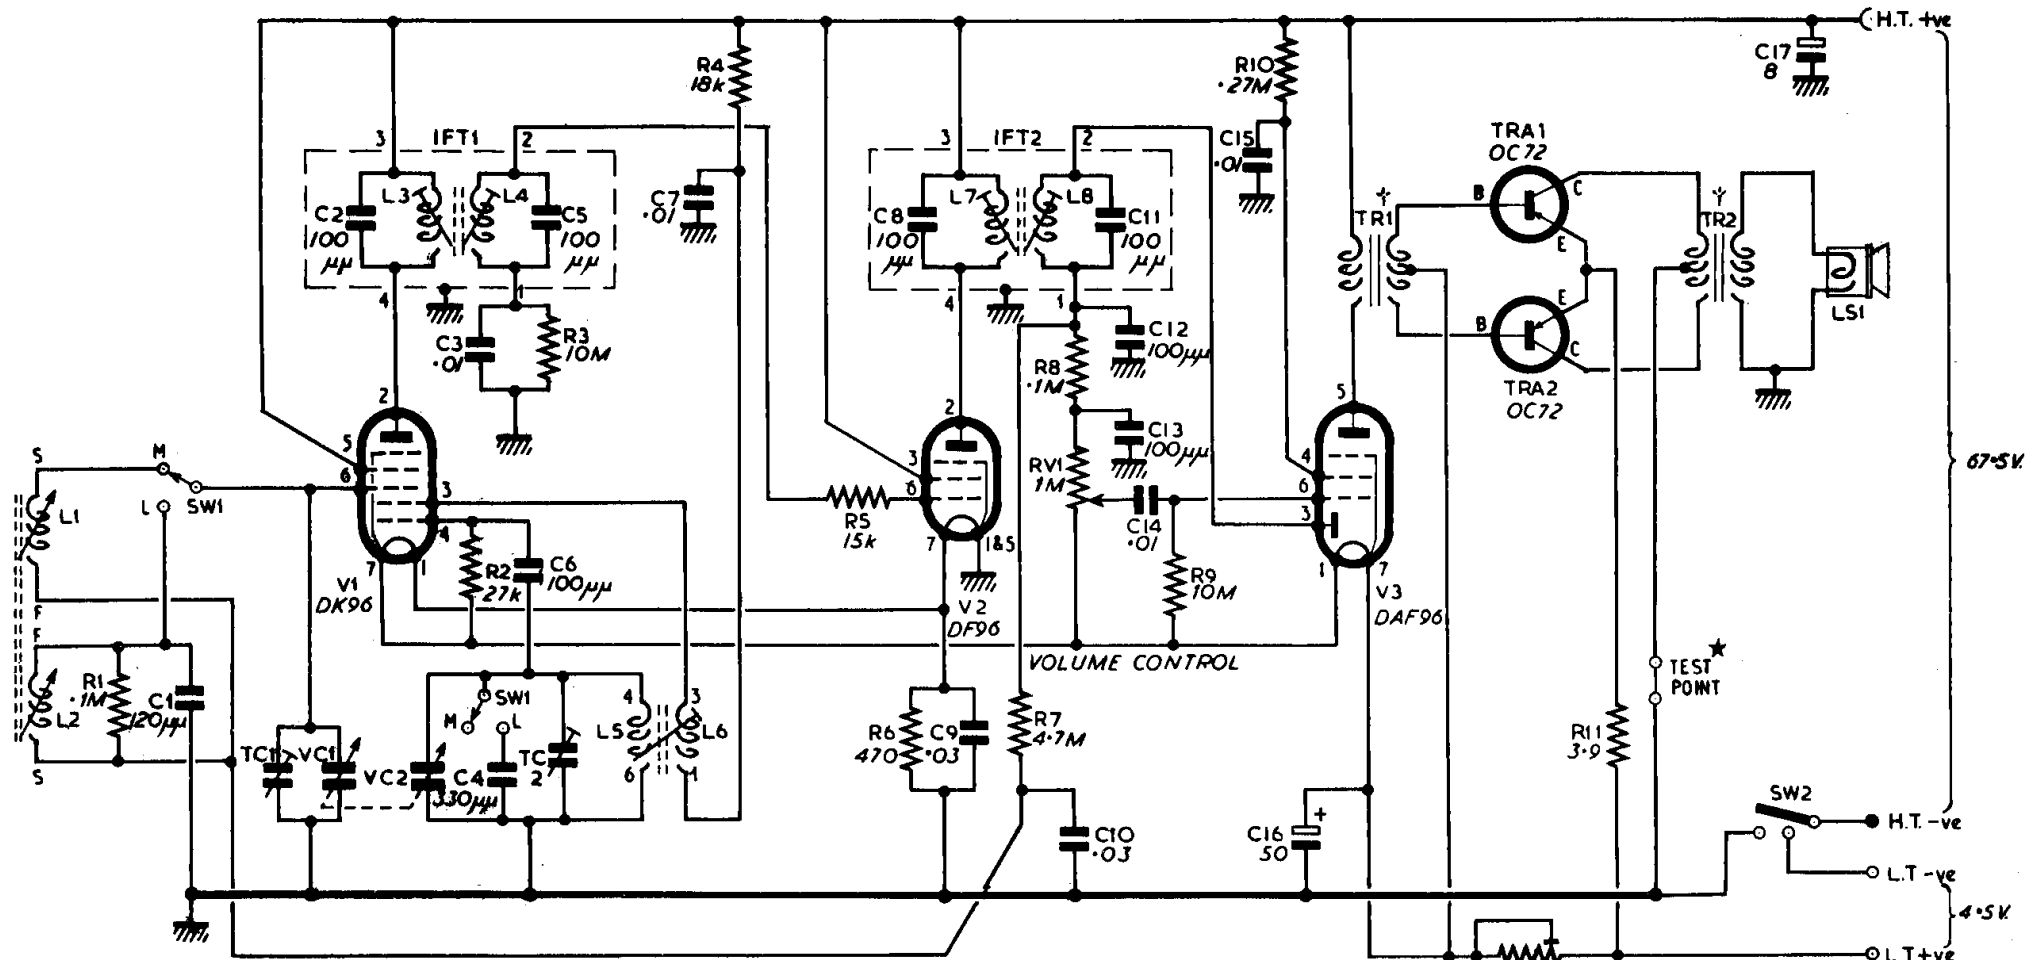 H.T. +ve
R4
18k
R10
·27M
C17
8
3
IFT1
2
3
IFT2
2
C15
·01
TRA1
OC72
L3
L4
C2
100
μμ
C5
100
μμ
C7
·01
L7
L8
C8
100
μμ
C11
100
μμ
B
C
E
TR1
TR2
4
1
4
1
C3
·01
R3
10M
C12
100μμ
R8
·1M
B
E
C
LS1
TRA2
OC72
2
2
5
C13
100μμ
RV1
1M
S
M
L
SW1
5
6
3
4
3
6
4
6
3
67·5V.
L1
R5
15k
C14
·01
7
1
R2
27k
C6
100μμ
7
1&5
R9
10M
1
7
V1
DK96
V2
DF96
V3
DAF96
F
F
VOLUME CONTROL
TEST
POINT
R1
·1M
C1
120μμ
L2
S
SW1
M
L
4
3
L5
L6
6
1
TC1
VC1
VC2
C4
330μμ
TC
2
R6
470
C9
·03
R7
4·7M
R11
3·9
C10
·03
C16
50
+
SW2
H.T. -ve
L.T -ve
4·5V.
L.T+ve